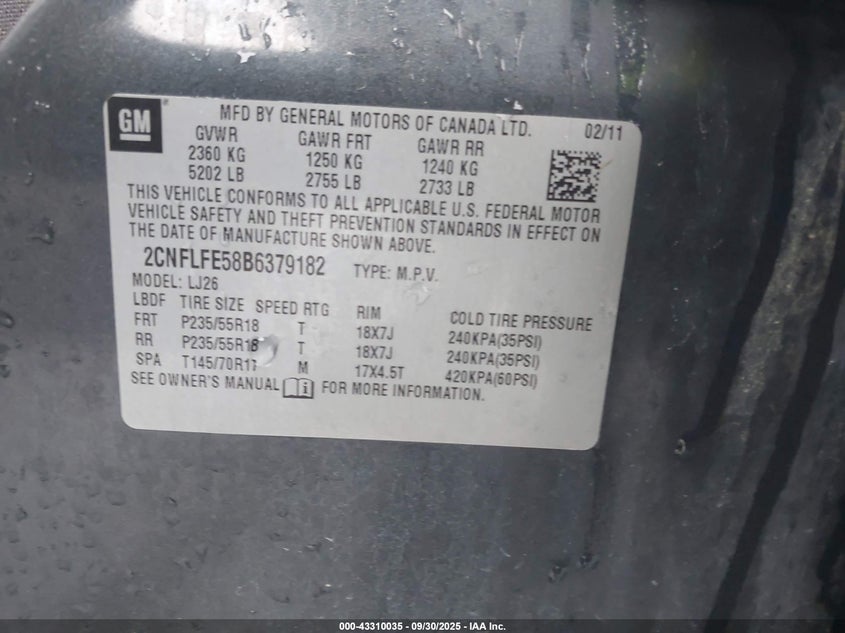 GM
MFD BY GENERAL MOTORS OF CANADA LTD. 02/11
GVWR GAWR FRT GAWR RR
2360 KG 1250 KG 1240 KG
5202 LB 2755 LB 2733 LB
THIS VEHICLE CONFORMS TO ALL APPLICABLE U.S. FEDERAL MOTOR
VEHICLE SAFETY AND THEFT PREVENTION STANDARDS IN EFFECT ON
THE DATE OF MANUFACTURE SHOWN ABOVE.
2CNFLFE58B6379182 TYPE: M.P.V.
MODEL: LJ26
LBDF TIRE SIZE SPEED RTG RIM COLD TIRE PRESSURE
FRT P235/55R18 T 18X7J 240KPA(35PSI)
RR P235/55R18 T 18X7J 240KPA(35PSI)
SPA T145/70R17 M 17X4.5T 420KPA(60PSI)
SEE OWNER'S MANUAL FOR MORE INFORMATION.
000-43310035 - 09/30/2025 - IAA Inc.